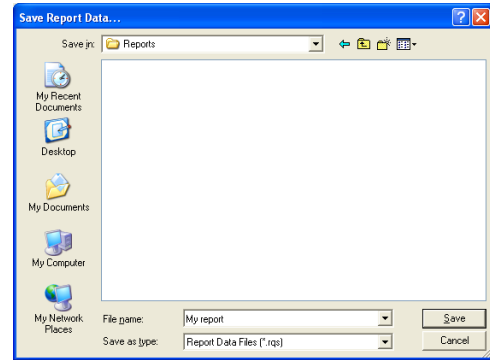 Save Report Data...
Save in: Reports
My Recent
Documents
Desktop
My Documents
My Computer
My Network
Places
File name: My report
Save
Save as type: Report Data Files (*.rqs)
Cancel